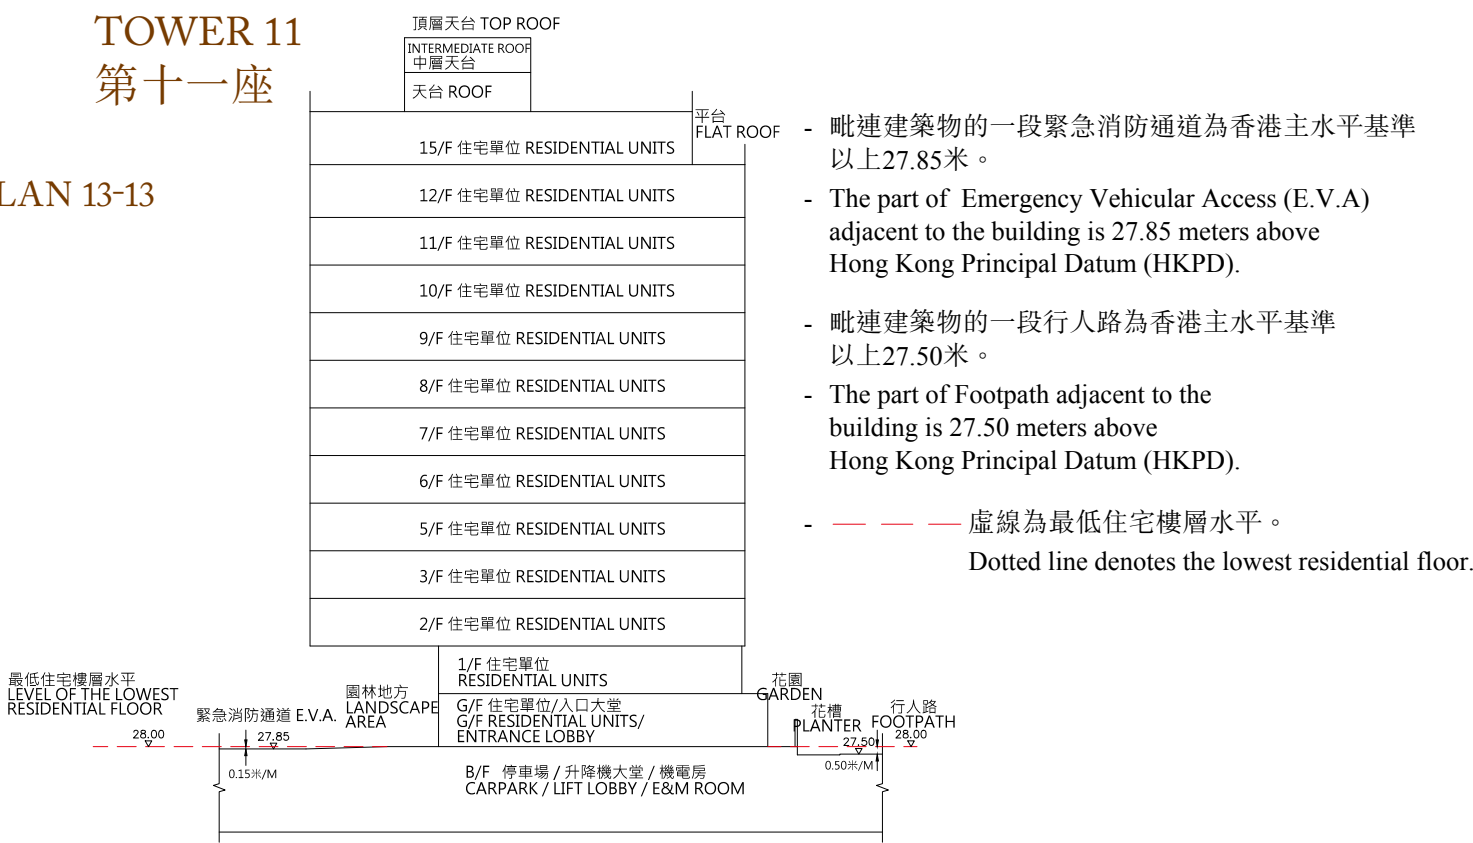 TOWER 11
第十一座
LAN 13-13
頂層天台 TOP ROOF
INTERMEDIATE ROOF
中層天台
天台 ROOF
平台
FLAT ROOF
15/F 住宅單位 RESIDENTIAL UNITS
12/F 住宅單位 RESIDENTIAL UNITS
11/F 住宅單位 RESIDENTIAL UNITS
10/F 住宅單位 RESIDENTIAL UNITS
9/F 住宅單位 RESIDENTIAL UNITS
8/F 住宅單位 RESIDENTIAL UNITS
7/F 住宅單位 RESIDENTIAL UNITS
6/F 住宅單位 RESIDENTIAL UNITS
5/F 住宅單位 RESIDENTIAL UNITS
3/F 住宅單位 RESIDENTIAL UNITS
2/F 住宅單位 RESIDENTIAL UNITS
1/F 住宅單位
RESIDENTIAL UNITS
G/F 住宅單位/入口大堂
G/F RESIDENTIAL UNITS/
ENTRANCE LOBBY
B/F 停車場 / 升降機大堂 / 機電房
CARPARK / LIFT LOBBY / E&M ROOM
最低住宅樓層水平
LEVEL OF THE LOWEST
RESIDENTIAL FLOOR
28.00
緊急消防通道 E.V.A.
27.85
0.15米/M
園林地方
LANDSCAPE
AREA
花園
GARDEN
花槽
PLANTER
27.50
0.50米/M
行人路
FOOTPATH
28.00
- 毗連建築物的一段緊急消防通道為香港主水平基準
以上27.85米。
- The part of Emergency Vehicular Access (E.V.A)
adjacent to the building is 27.85 meters above
Hong Kong Principal Datum (HKPD).
- 毗連建築物的一段行人路為香港主水平基準
以上27.50米。
- The part of Footpath adjacent to the
building is 27.50 meters above
Hong Kong Principal Datum (HKPD).
- 虛線為最低住宅樓層水平。
Dotted line denotes the lowest residential floor.